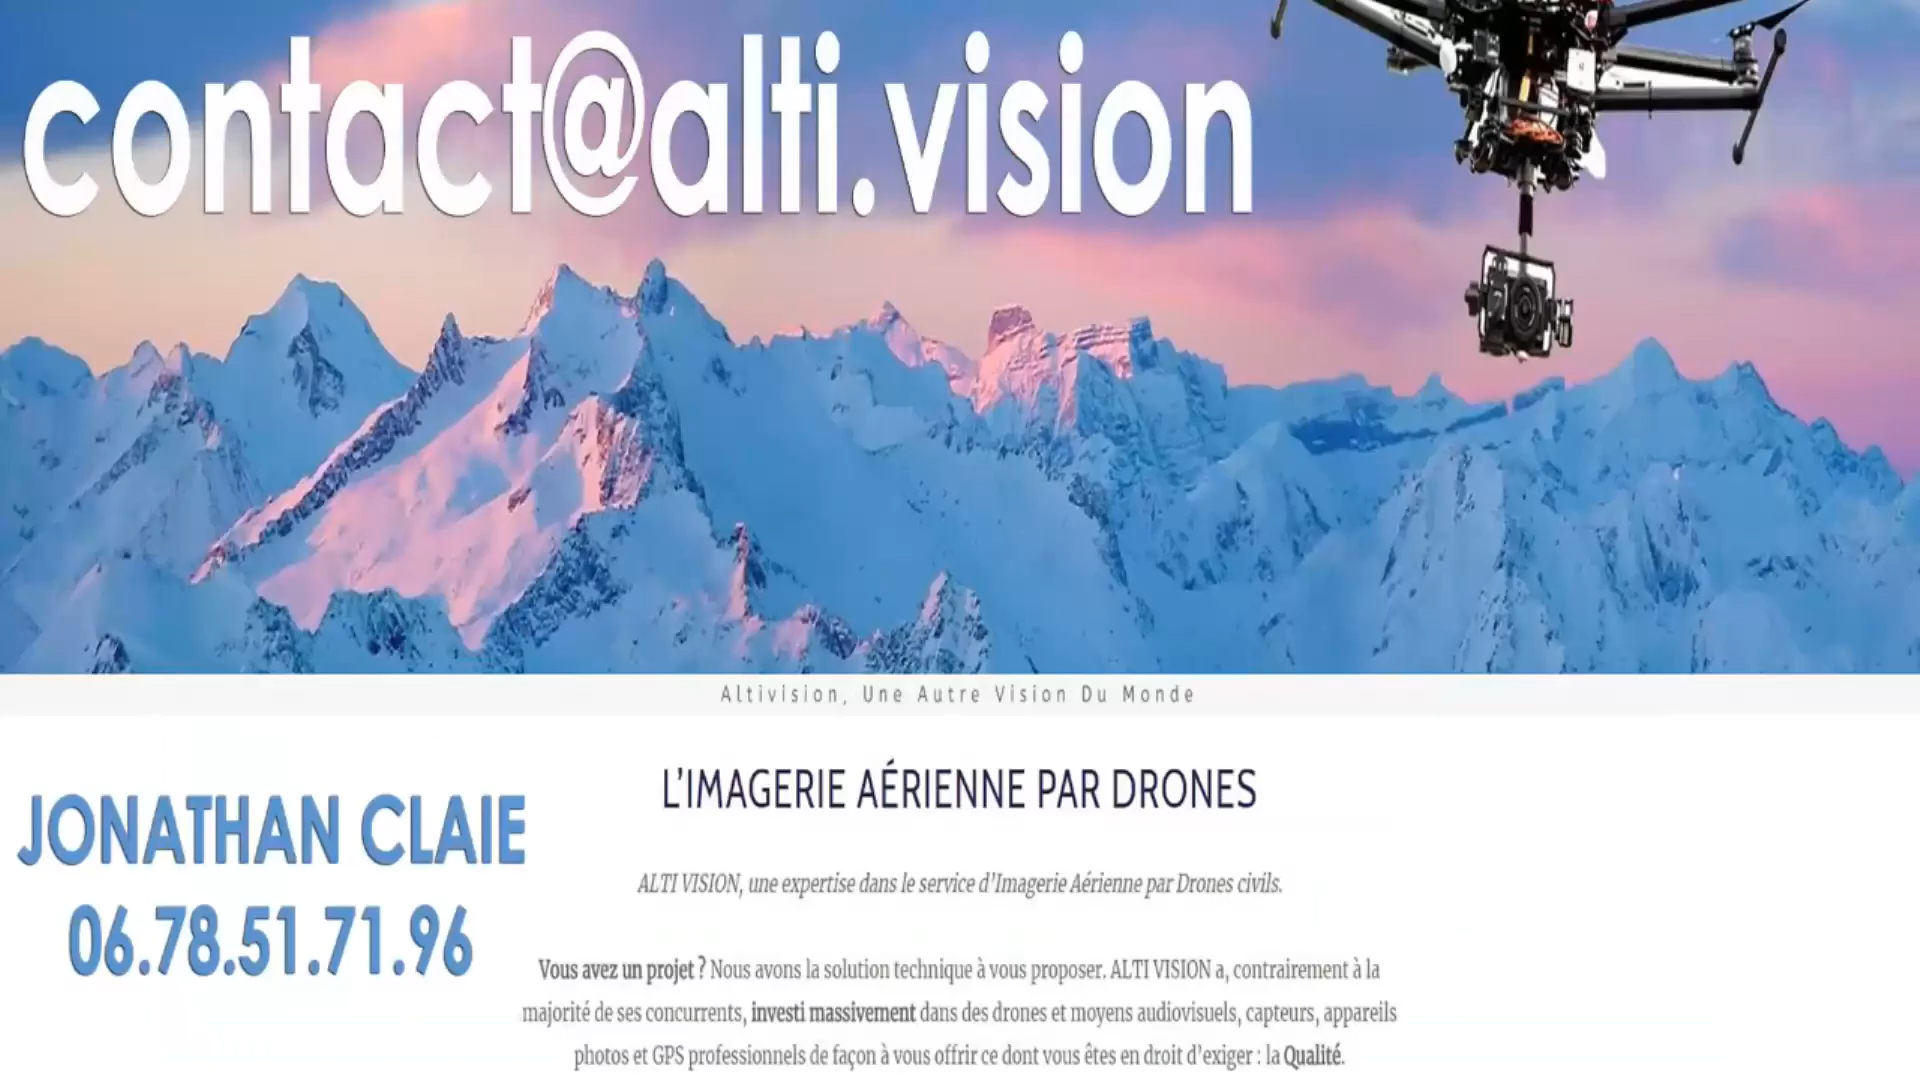 contact@alti.vision
Altivision, Une Autre Vision Du Monde
L'IMAGERIE AÉRIENNE PAR DRONES
JONATHAN CLAIE
06.78.51.71.96
ALTI VISION, une expertise dans le service d'Imagerie Aérienne par Drones civils.
Vous avez un projet ? Nous avons la solution technique à vous proposer. ALTI VISION a, contrairement à la
majorité de ses concurrents, investi massivement dans des drones et moyens audiovisuels, capteurs, appareils
photos et GPS professionnels de façon à vous offrir ce dont vous êtes en droit d'exiger : la Qualité.